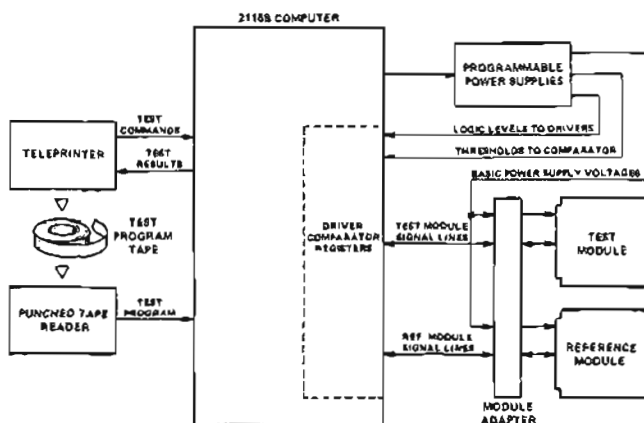 2116B COMPUTER
PROGRAMMABLE
POWER SUPPLIES
TEST
COMMANDS
TELEPRINTER
TEST
RESULTS
LOGIC LEVELS TO DRIVERS
THRESHOLDS TO COMPARATOR
BASIC POWER SUPPLY VOLTAGES
TEST
PROGRAM
TAPE
DRIVER
COMPARATOR
REGISTERS
TEST MODULE
SIGNAL LINES
TEST
MODULE
PUNCHED TAPE
READER
TEST
PROGRAM
REF. MODULE
SIGNAL LINES
REFERENCE
MODULE
MODULE
ADAPTER